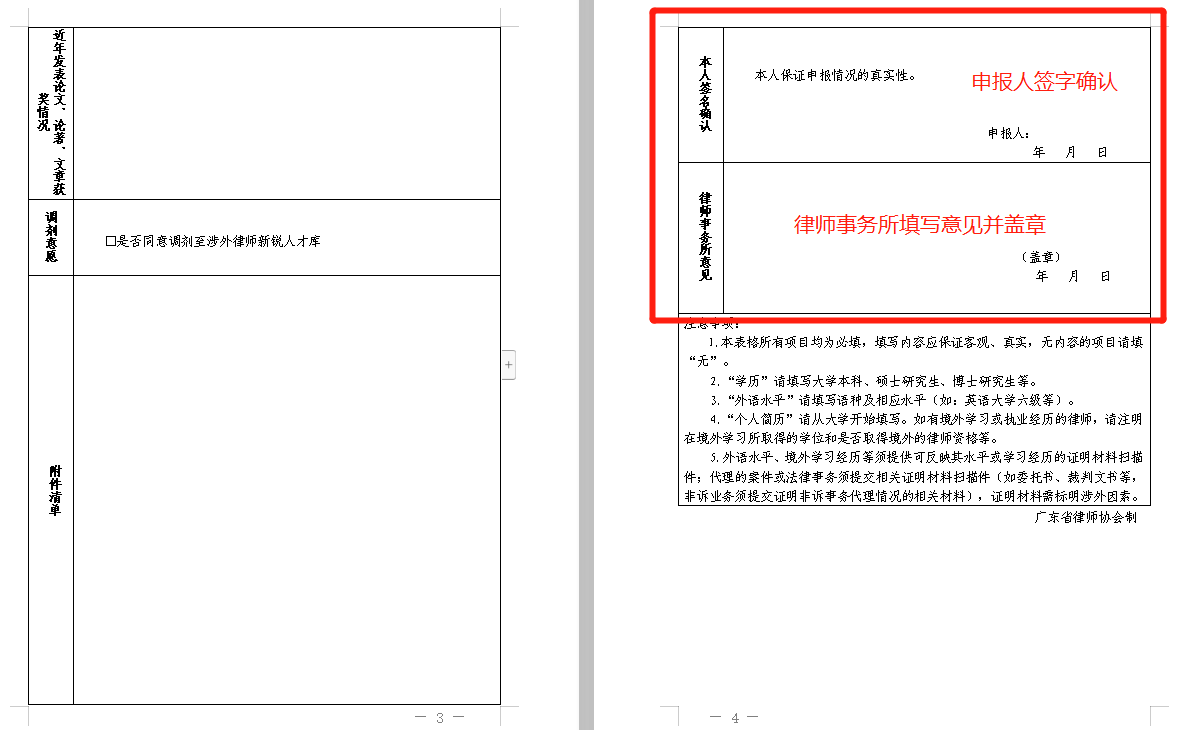 近年发表论文、论著、文章获奖情况
调剂意愿
□是否同意调剂至涉外律师新锐人才库
附件清单
— 3 —
本人签名确认
本人保证申报情况的真实性。
申报人签字确认
申报人：
年 月 日
律师事务所意见
律师事务所填写意见并盖章
（盖章）
年 月 日
注意事项：
1.本表格所有项目均为必填，填写内容应保证客观、真实，无内容的项目请填
“无”。
2.“学历”请填写大学本科、硕士研究生、博士研究生等。
3.“外语水平”请填写语种及相应水平（如：英语大学六级等）。
4.“个人简历”请从大学开始填写。如有境外学习或执业经历的律师，请注明
在境外学习所取得的学位和是否取得境外的律师资格等。
5.外语水平、境外学习经历等须提供可反映其水平或学习经历的证明材料扫描
件；代理的案件或法律事务须提交相关证明材料扫描件（如委托书、裁判文书等，
非诉业务须提交证明非诉事务代理情况的相关材料），证明材料需标明涉外因素。
广东省律师协会制
— 4 —